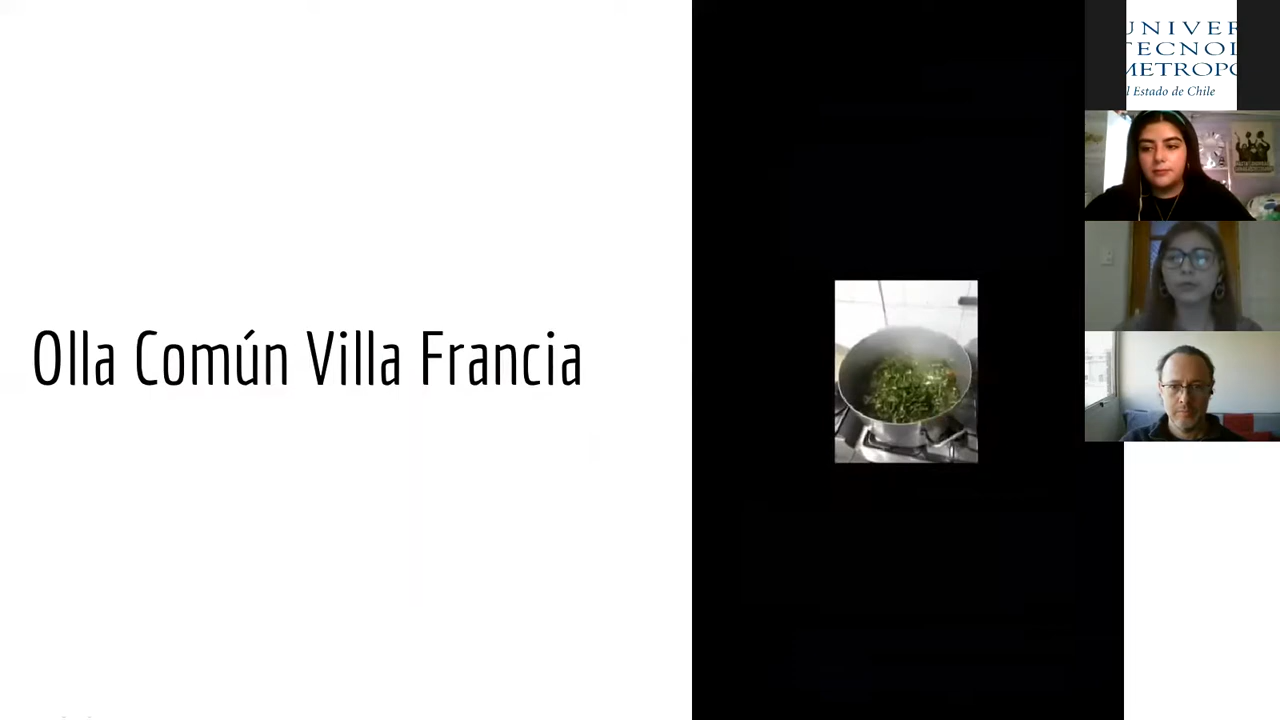 UNIVER
TECNOL
METROPO
l Estado de Chile
Olla Común Villa Francia